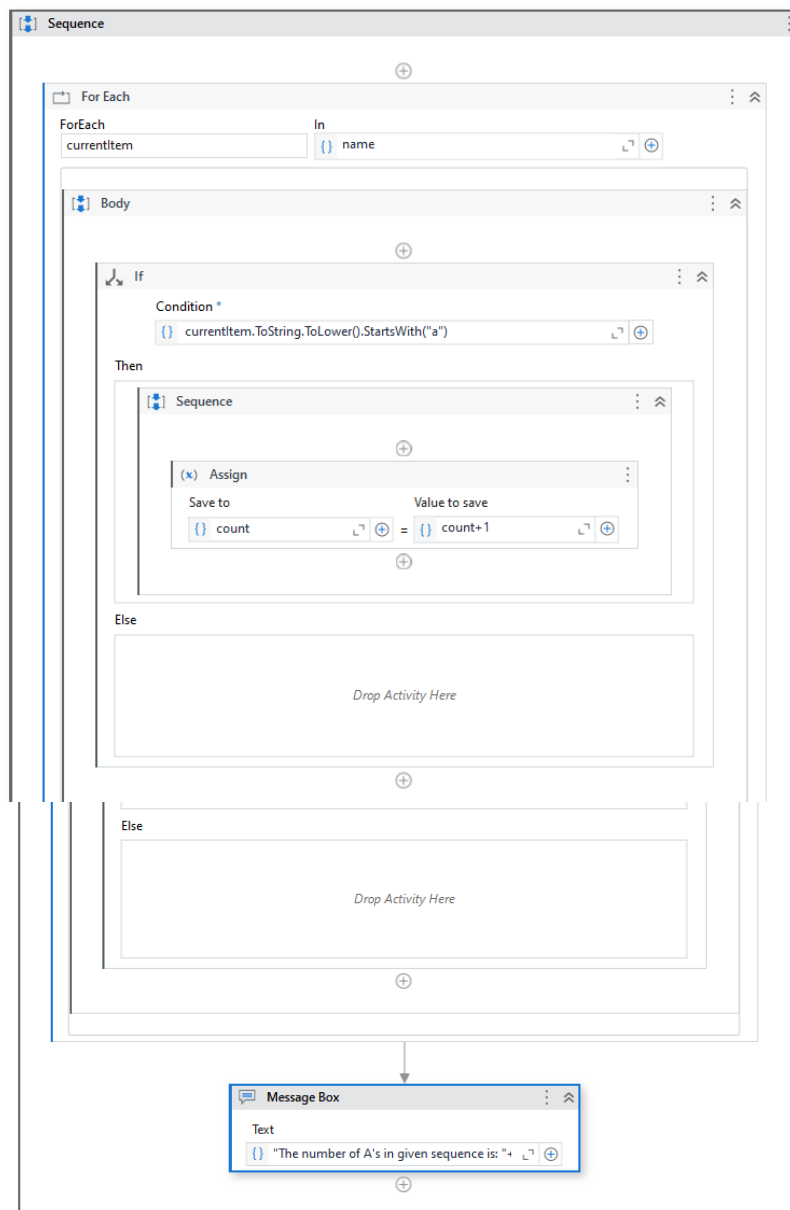 Sequence
For Each
ForEach In
currentItem name
Body
If
Condition *
currentItem.ToString.ToLower().StartsWith("a")
Then
Sequence
(x) Assign
Save to Value to save
count = count+1
Else
Drop Activity Here
Else
Drop Activity Here
Message Box
Text
"The number of A's in given sequence is: "+